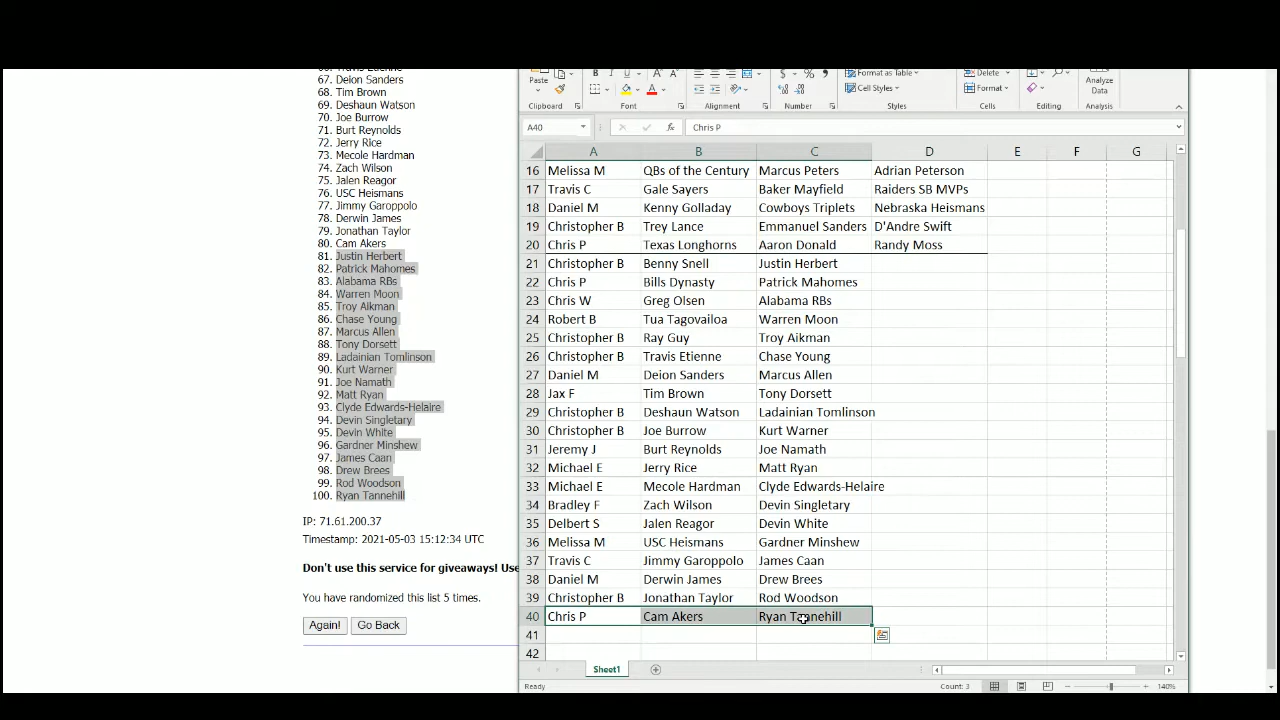 67. Deion Sanders
68. Tim Brown
69. Deshaun Watson
70. Joe Burrow
71. Burt Reynolds
72. Jerry Rice
73. Mecole Hardman
74. Zach Wilson
75. Jalen Reagor
76. USC Heismans
77. Jimmy Garoppolo
78. Derwin James
79. Jonathan Taylor
80. Cam Akers
81. Justin Herbert
82. Patrick Mahomes
83. Alabama RBs
84. Warren Moon
85. Troy Aikman
86. Chase Young
87. Marcus Allen
88. Tony Dorsett
89. Ladainian Tomlinson
90. Kurt Warner
91. Joe Namath
92. Matt Ryan
93. Clyde Edwards-Helaire
94. Devin Singletary
95. Devin White
96. Gardner Minshew
97. James Caan
98. Drew Brees
99. Rod Woodson
100. Ryan Tannehill
IP: 71.61.200.37
Timestamp: 2021-05-03 15:12:34 UTC
Don't use this service for giveaways! Use
You have randomized this list 5 times.
Again! Go Back
Paste B I U A A $ % , Format as Table Delete Analyze
Cell Styles Format Data
Clipboard Font Alignment Number Styles Cells Editing Analysis
A40 fx Chris P
A B C D E F G
16 Melissa M QBs of the Century Marcus Peters Adrian Peterson
17 Travis C Gale Sayers Baker Mayfield Raiders SB MVPs
18 Daniel M Kenny Golladay Cowboys Triplets Nebraska Heismans
19 Christopher B Trey Lance Emmanuel Sanders D'Andre Swift
20 Chris P Texas Longhorns Aaron Donald Randy Moss
21 Christopher B Benny Snell Justin Herbert
22 Chris P Bills Dynasty Patrick Mahomes
23 Chris W Greg Olsen Alabama RBs
24 Robert B Tua Tagovailoa Warren Moon
25 Christopher B Ray Guy Troy Aikman
26 Christopher B Travis Etienne Chase Young
27 Daniel M Deion Sanders Marcus Allen
28 Jax F Tim Brown Tony Dorsett
29 Christopher B Deshaun Watson Ladainian Tomlinson
30 Christopher B Joe Burrow Kurt Warner
31 Jeremy J Burt Reynolds Joe Namath
32 Michael E Jerry Rice Matt Ryan
33 Michael E Mecole Hardman Clyde Edwards-Helaire
34 Bradley F Zach Wilson Devin Singletary
35 Delbert S Jalen Reagor Devin White
36 Melissa M USC Heismans Gardner Minshew
37 Travis C Jimmy Garoppolo James Caan
38 Daniel M Derwin James Drew Brees
39 Christopher B Jonathan Taylor Rod Woodson
40 Chris P Cam Akers Ryan Tannehill
41
42
Sheet1
Ready Count: 3 140%